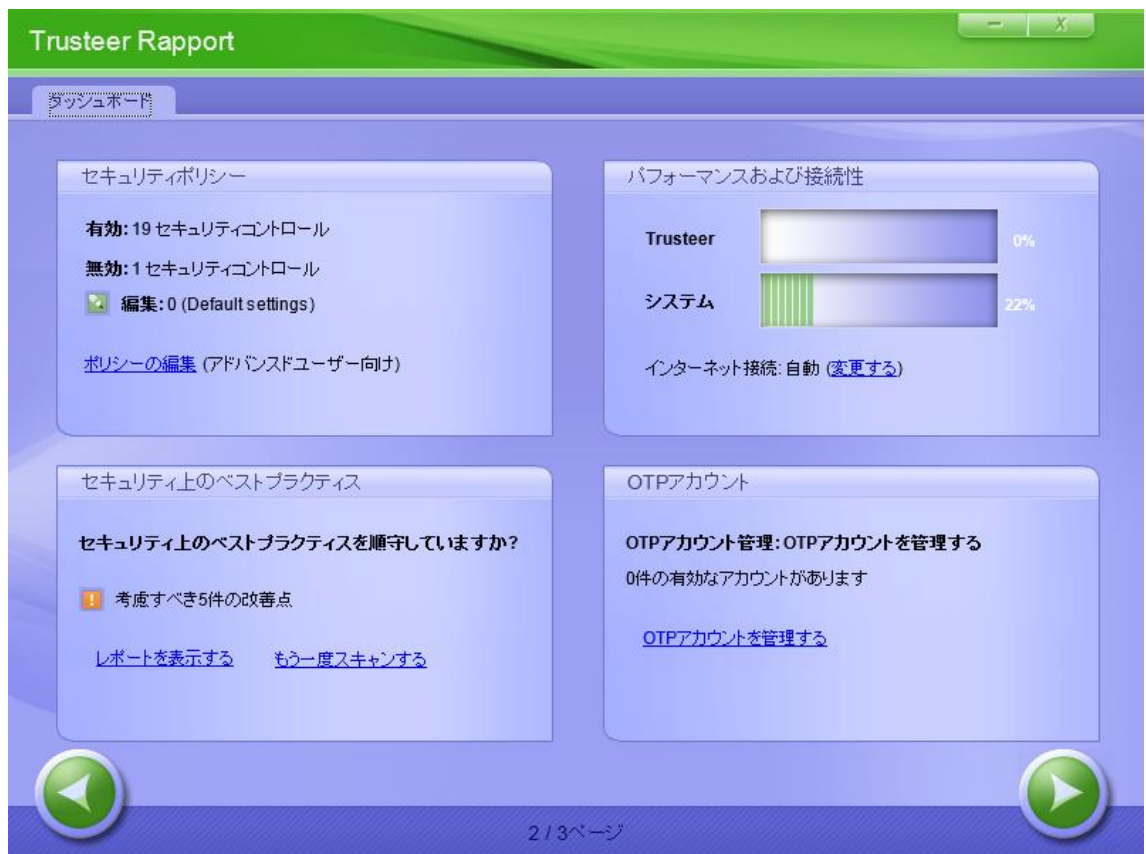 Trusteer Rapport
ダッシュボード
セキュリティポリシー
有効: 19 セキュリティコントロール
無効: 1 セキュリティコントロール
編集: 0 (Default settings)
ポリシーの編集 (アドバンスドユーザー向け)
パフォーマンスおよび接続性
Trusteer 0%
システム 22%
インターネット接続: 自動 (変更する)
セキュリティ上のベストプラクティス
セキュリティ上のベストプラクティスを順守していますか?
考慮すべき5件の改善点
レポートを表示する もう一度スキャンする
OTPアカウント
OTPアカウント管理: OTPアカウントを管理する
0件の有効なアカウントがあります
OTPアカウントを管理する
2 / 3ページ